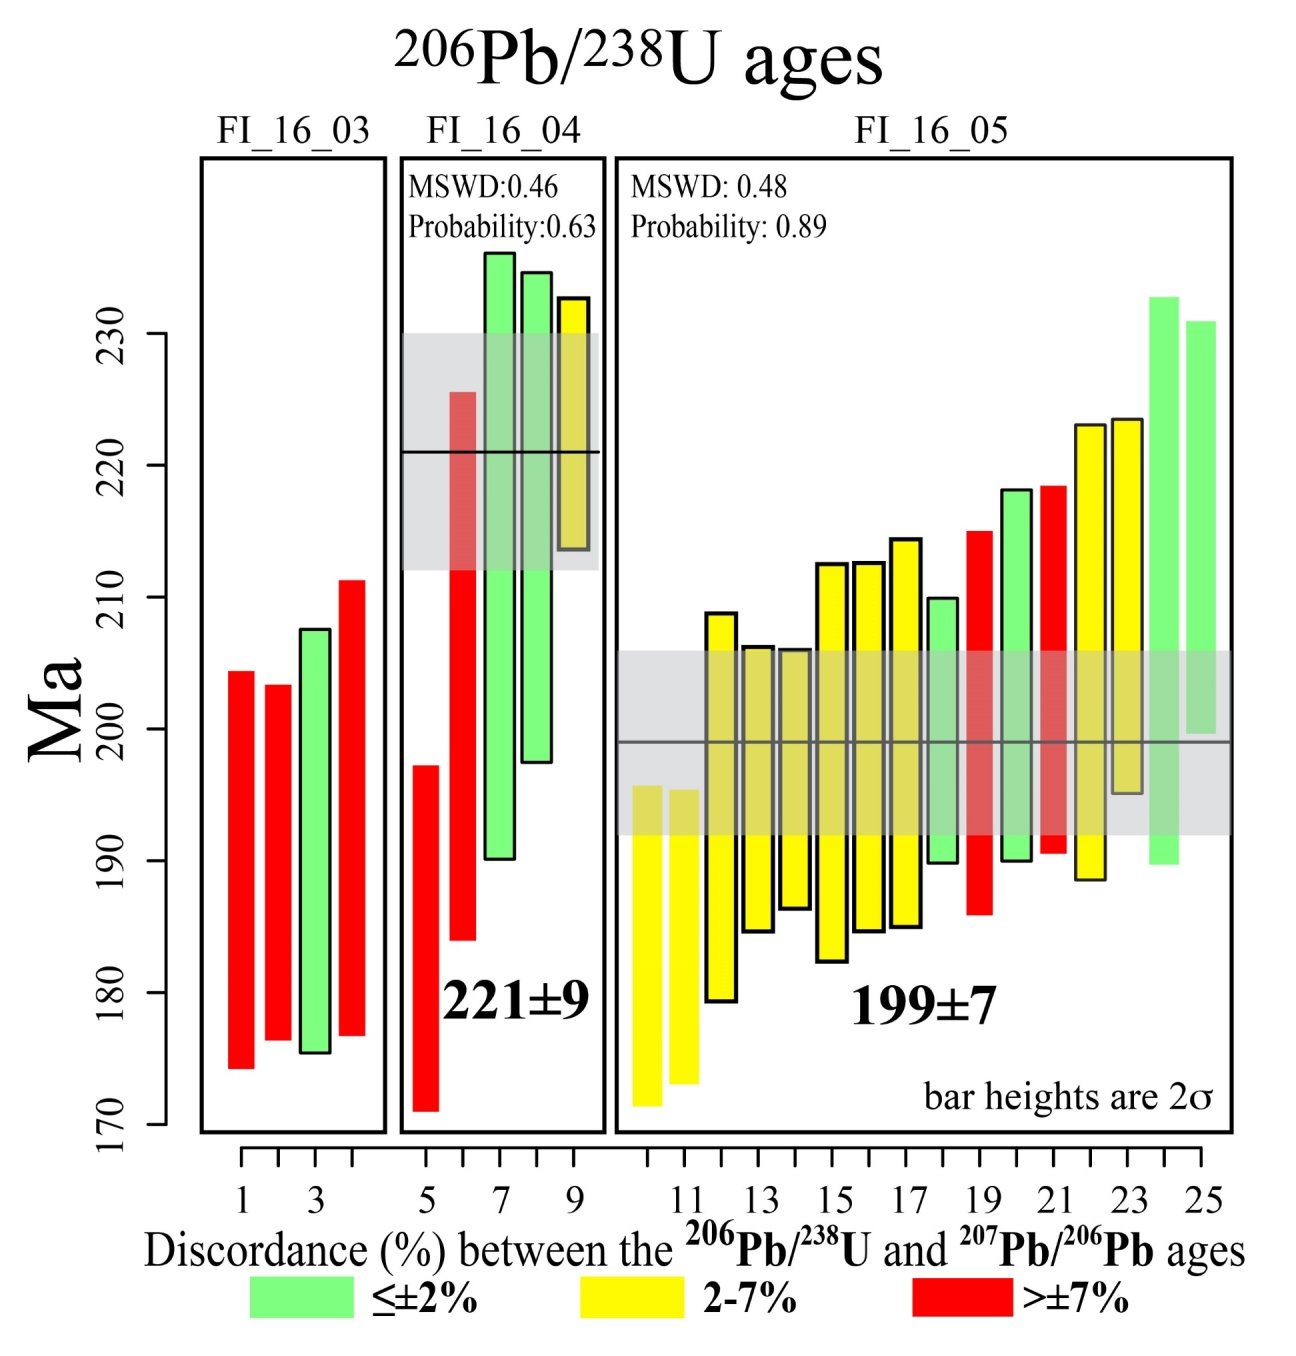 ²⁰⁶Pb/²³⁸U ages
FI_16_03 FI_16_04 FI_16_05
MSWD:0.46
Probability:0.63
MSWD: 0.48
Probability: 0.89
Ma
230
220
210
200
190
180
170
221±9
199±7
bar heights are 2σ
1 3 5 7 9 11 13 15 17 19 21 23 25
Discordance (%) between the ²⁰⁶Pb/²³⁸U and ²⁰⁷Pb/²⁰⁶Pb ages
≤±2% 2-7% >±7%